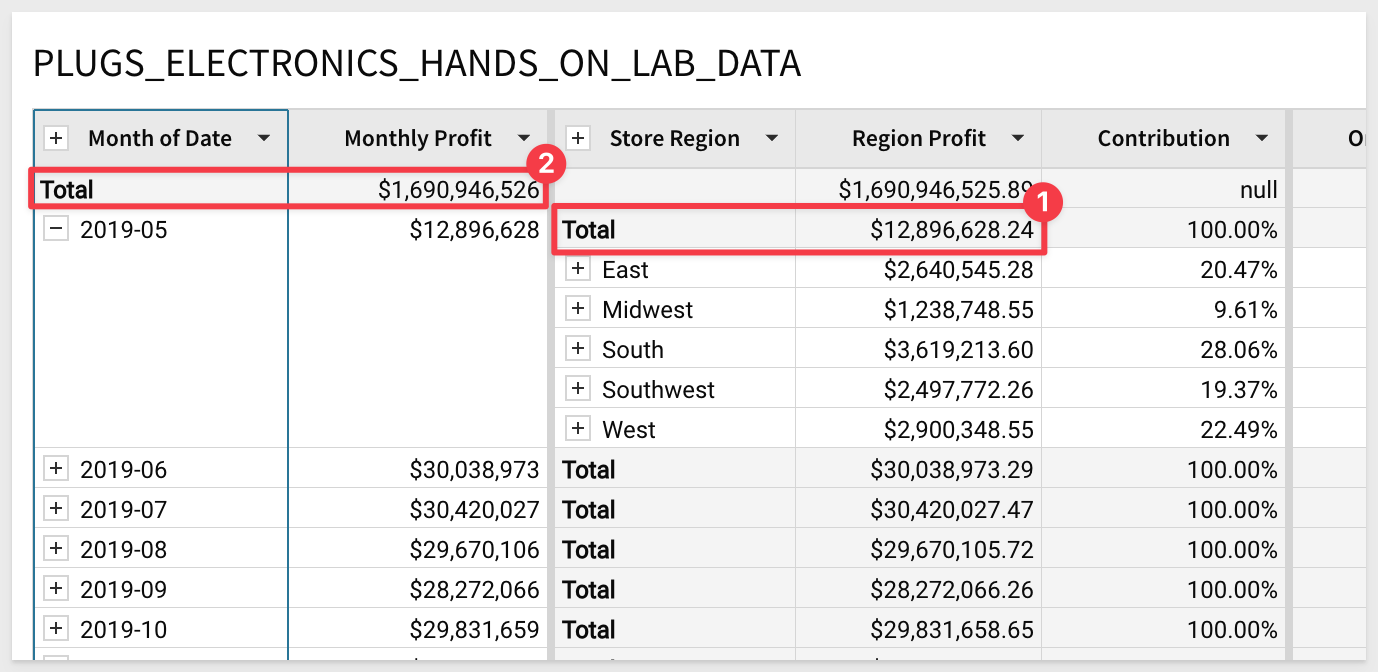 PLUGS_ELECTRONICS_HANDS_ON_LAB_DATA
Month of Date Monthly Profit Store Region Region Profit Contribution
2
Total $1,690,946,526 $1,690,946,525.89 null
1
2019-05 $12,896,628 Total $12,896,628.24 100.00%
East $2,640,545.28 20.47%
Midwest $1,238,748.55 9.61%
South $3,619,213.60 28.06%
Southwest $2,497,772.26 19.37%
West $2,900,348.55 22.49%
2019-06 $30,038,973 Total $30,038,973.29 100.00%
2019-07 $30,420,027 Total $30,420,027.47 100.00%
2019-08 $29,670,106 Total $29,670,105.72 100.00%
2019-09 $28,272,066 Total $28,272,066.26 100.00%
2019-10 $29,831,659 Total $29,831,658.65 100.00%